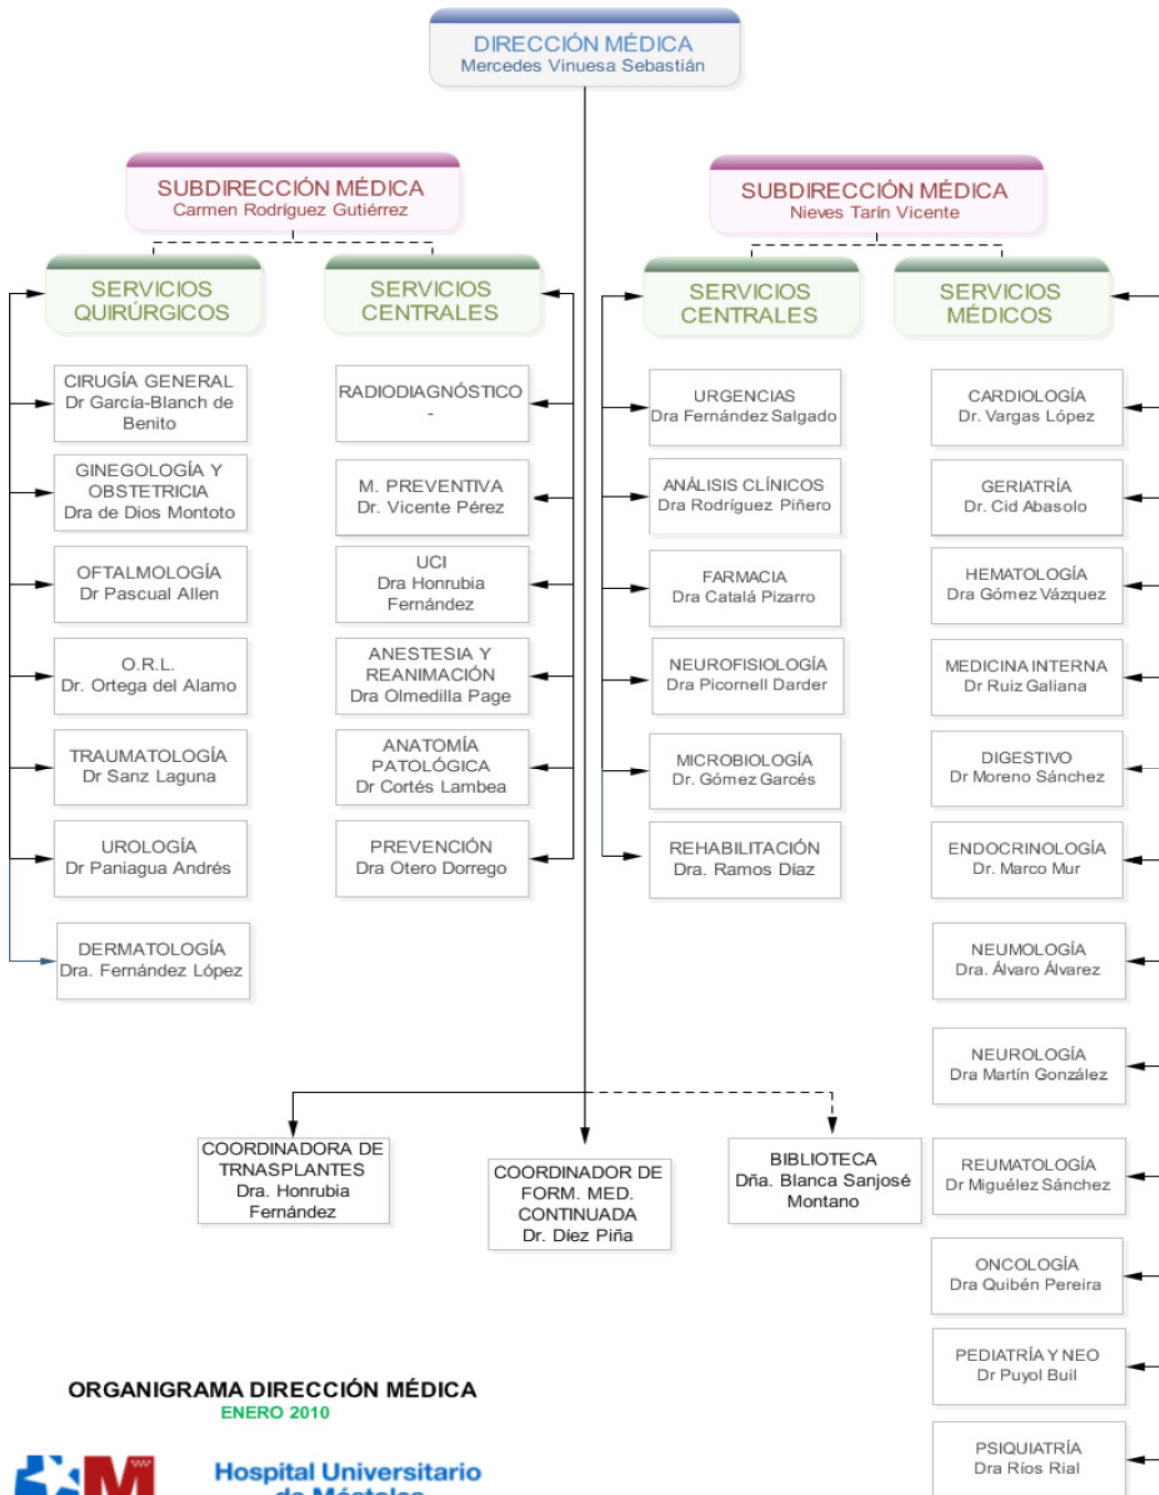 DIRECCIÓN MÉDICA
Mercedes Vinuesa Sebastián
SUBDIRECCIÓN MÉDICA
Carmen Rodríguez Gutiérrez
SERVICIOS
QUIRÚRGICOS
CIRUGÍA GENERAL
Dr García-Blanch de
Benito
GINEGOLOGÍA Y
OBSTETRICIA
Dra de Dios Montoto
OFTALMOLOGÍA
Dr Pascual Allen
O.R.L.
Dr. Ortega del Alamo
TRAUMATOLOGÍA
Dr Sanz Laguna
UROLOGÍA
Dr Paniagua Andrés
DERMATOLOGÍA
Dra. Fernández López
SERVICIOS
CENTRALES
RADIODIAGNÓSTICO
-
M. PREVENTIVA
Dr. Vicente Pérez
UCI
Dra Honrubia
Fernández
ANESTESIA Y
REANIMACIÓN
Dra Olmedilla Page
ANATOMÍA
PATOLÓGICA
Dr Cortés Lambea
PREVENCIÓN
Dra Otero Dorrego
SUBDIRECCIÓN MÉDICA
Nieves Tarín Vicente
SERVICIOS
CENTRALES
URGENCIAS
Dra Fernández Salgado
ANÁLISIS CLÍNICOS
Dra Rodríguez Piñero
FARMACIA
Dra Catalá Pizarro
NEUROFISIOLOGÍA
Dra Picornell Darder
MICROBIOLOGÍA
Dr. Gómez Garcés
REHABILITACIÓN
Dra. Ramos Díaz
SERVICIOS
MÉDICOS
CARDIOLOGÍA
Dr. Vargas López
GERIATRÍA
Dr. Cid Abasolo
HEMATOLOGÍA
Dra Gómez Vázquez
MEDICINA INTERNA
Dr Ruiz Galiana
DIGESTIVO
Dr Moreno Sánchez
ENDOCRINOLOGÍA
Dr. Marco Mur
NEUMOLOGÍA
Dra. Álvaro Álvarez
NEUROLOGÍA
Dra Martín González
REUMATOLOGÍA
Dr Miguélez Sánchez
ONCOLOGÍA
Dra Quibén Pereira
PEDIATRÍA Y NEO
Dr Puyol Buil
PSIQUIATRÍA
Dra Ríos Rial
COORDINADORA DE
TRNASPLANTES
Dra. Honrubia
Fernández
COORDINADOR DE
FORM. MED.
CONTINUADA
Dr. Díez Piña
BIBLIOTECA
Dña. Blanca Sanjosé
Montano
ORGANIGRAMA DIRECCIÓN MÉDICA
ENERO 2010
M
Hospital Universitario
de Móstoles